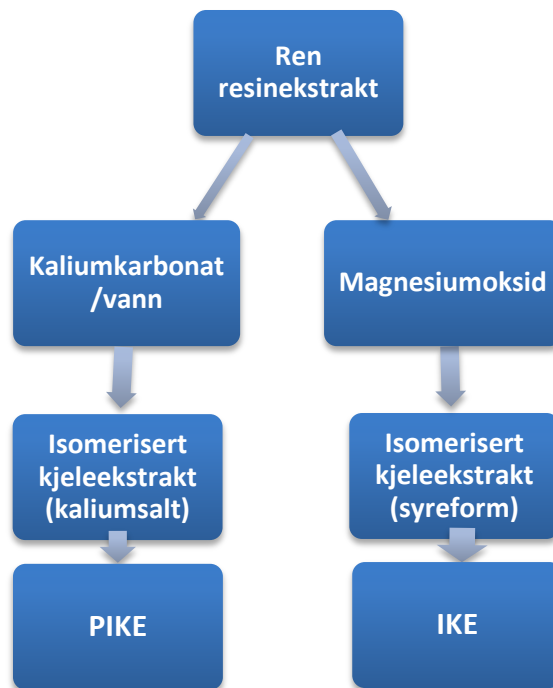 Ren
resinekstrakt
Kaliumkarbonat
/vann
Magnesiumoksid
Isomerisert
kjeleekstrakt
(kaliumsalt)
Isomerisert
kjeleekstrakt
(syreform)
PIKE
IKE